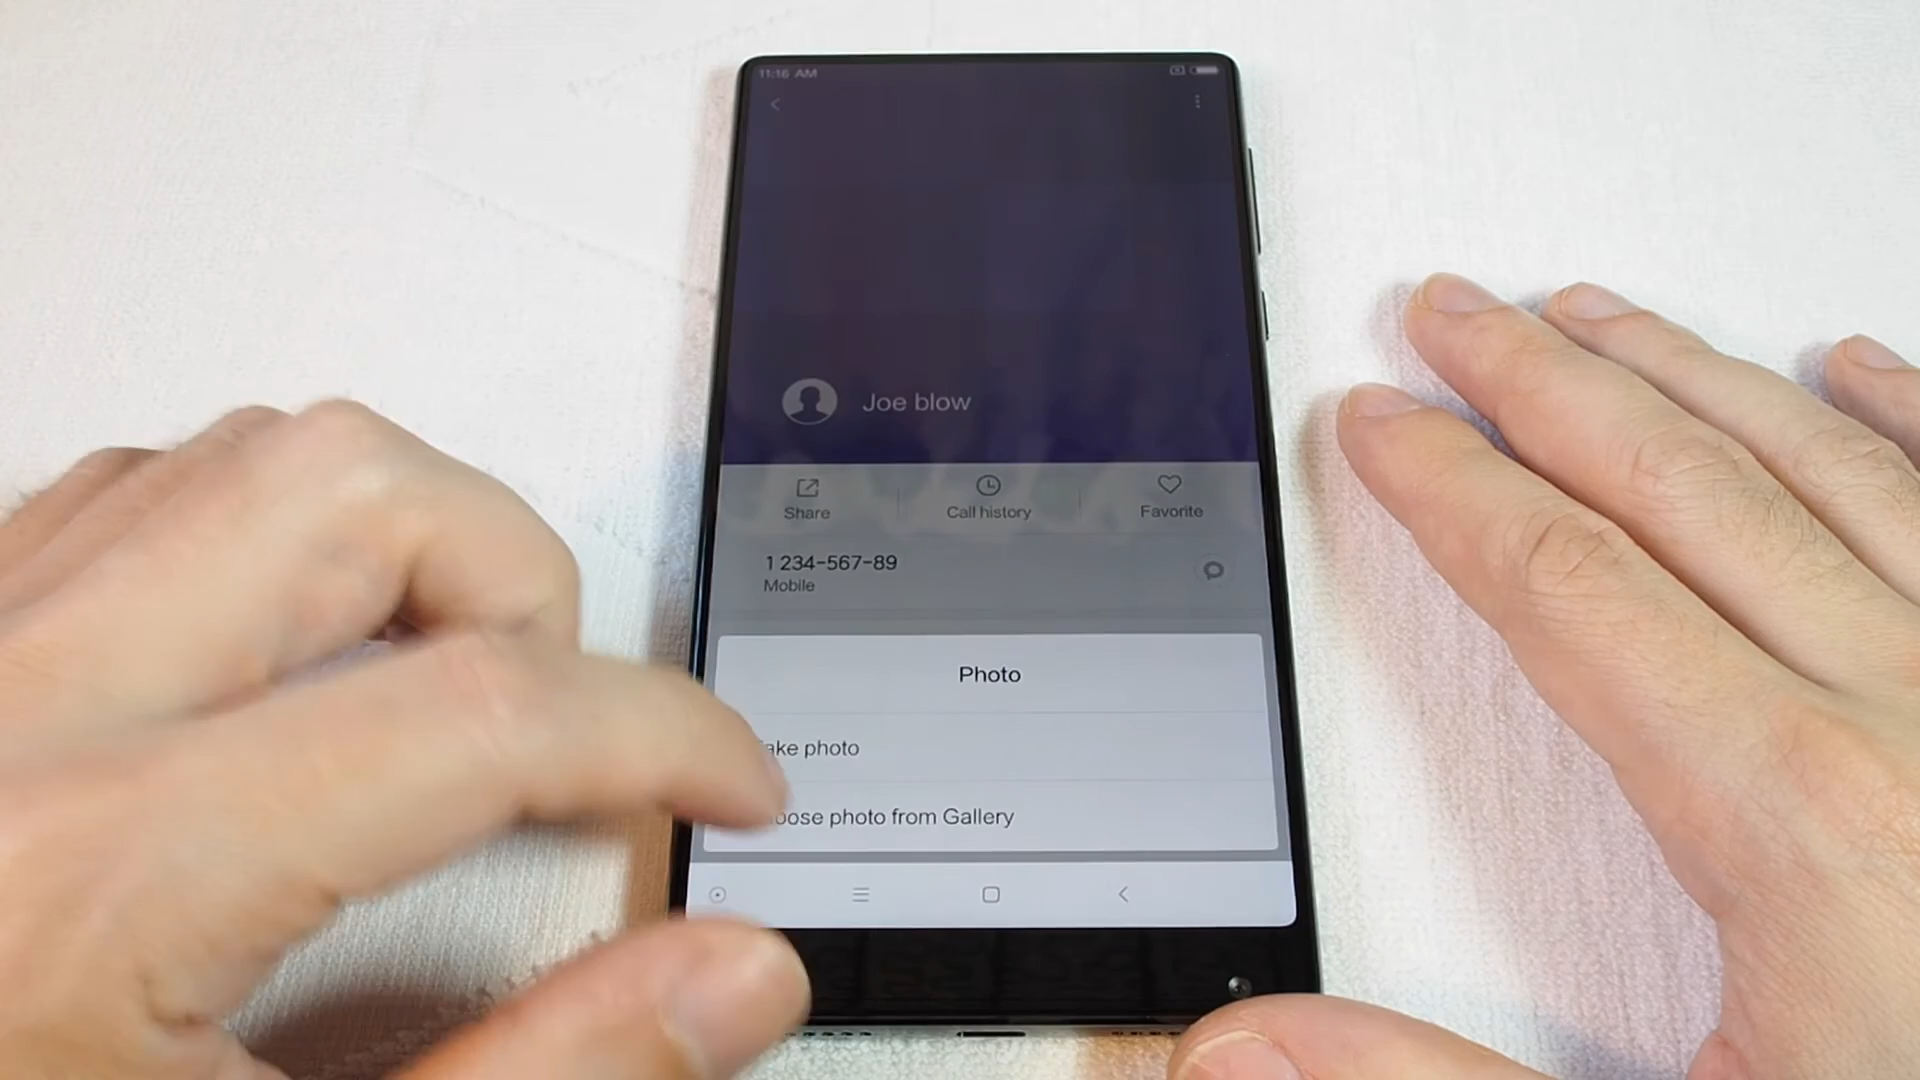 11:16 AM
Joe blow
Share
Call history
Favorite
1 234-567-89
Mobile
Photo
ake photo
oose photo from Gallery